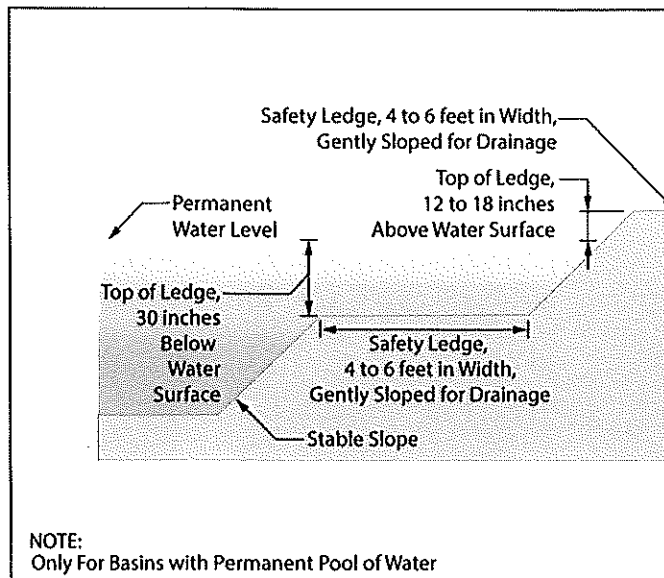 Safety Ledge, 4 to 6 feet in Width,
Gently Sloped for Drainage
Top of Ledge,
12 to 18 inches
Above Water Surface
Permanent
Water Level
Top of Ledge,
30 inches
Below
Water
Surface
Safety Ledge,
4 to 6 feet in Width,
Gently Sloped for Drainage
Stable Slope
NOTE:
Only For Basins with Permanent Pool of Water